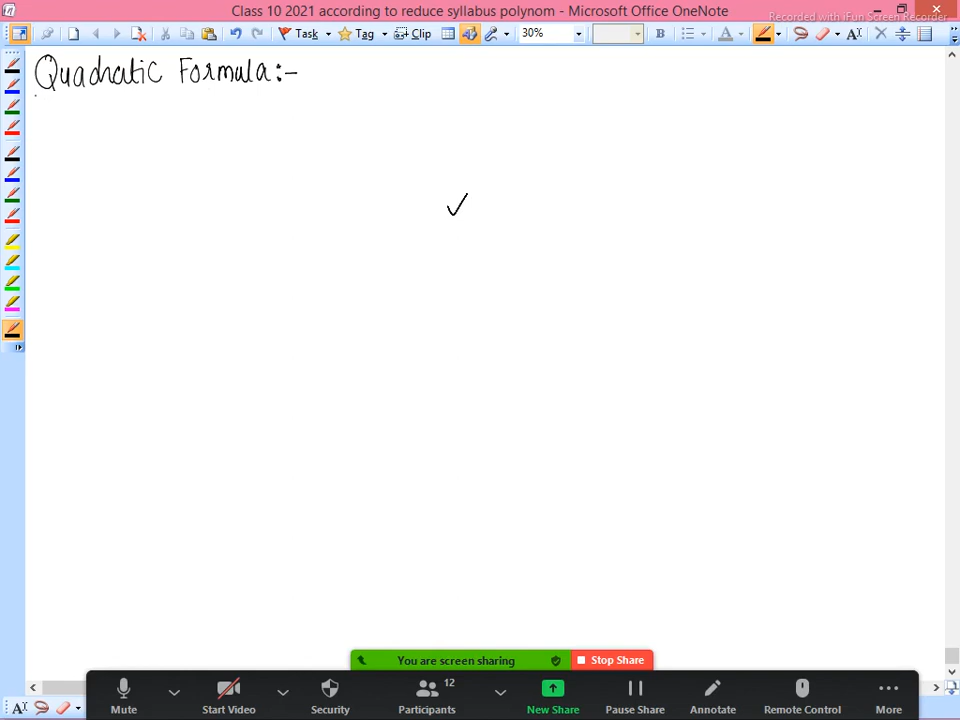 Class 10 2021 according to reduce syllabus polynom - Microsoft Office OneNote
Recorded with iFun Screen Recorder
Task Tag Clip 30% B A
Quadratic Formula:-
You are screen sharing Stop Share
12
Mute Start Video Security Participants New Share Pause Share Annotate Remote Control More